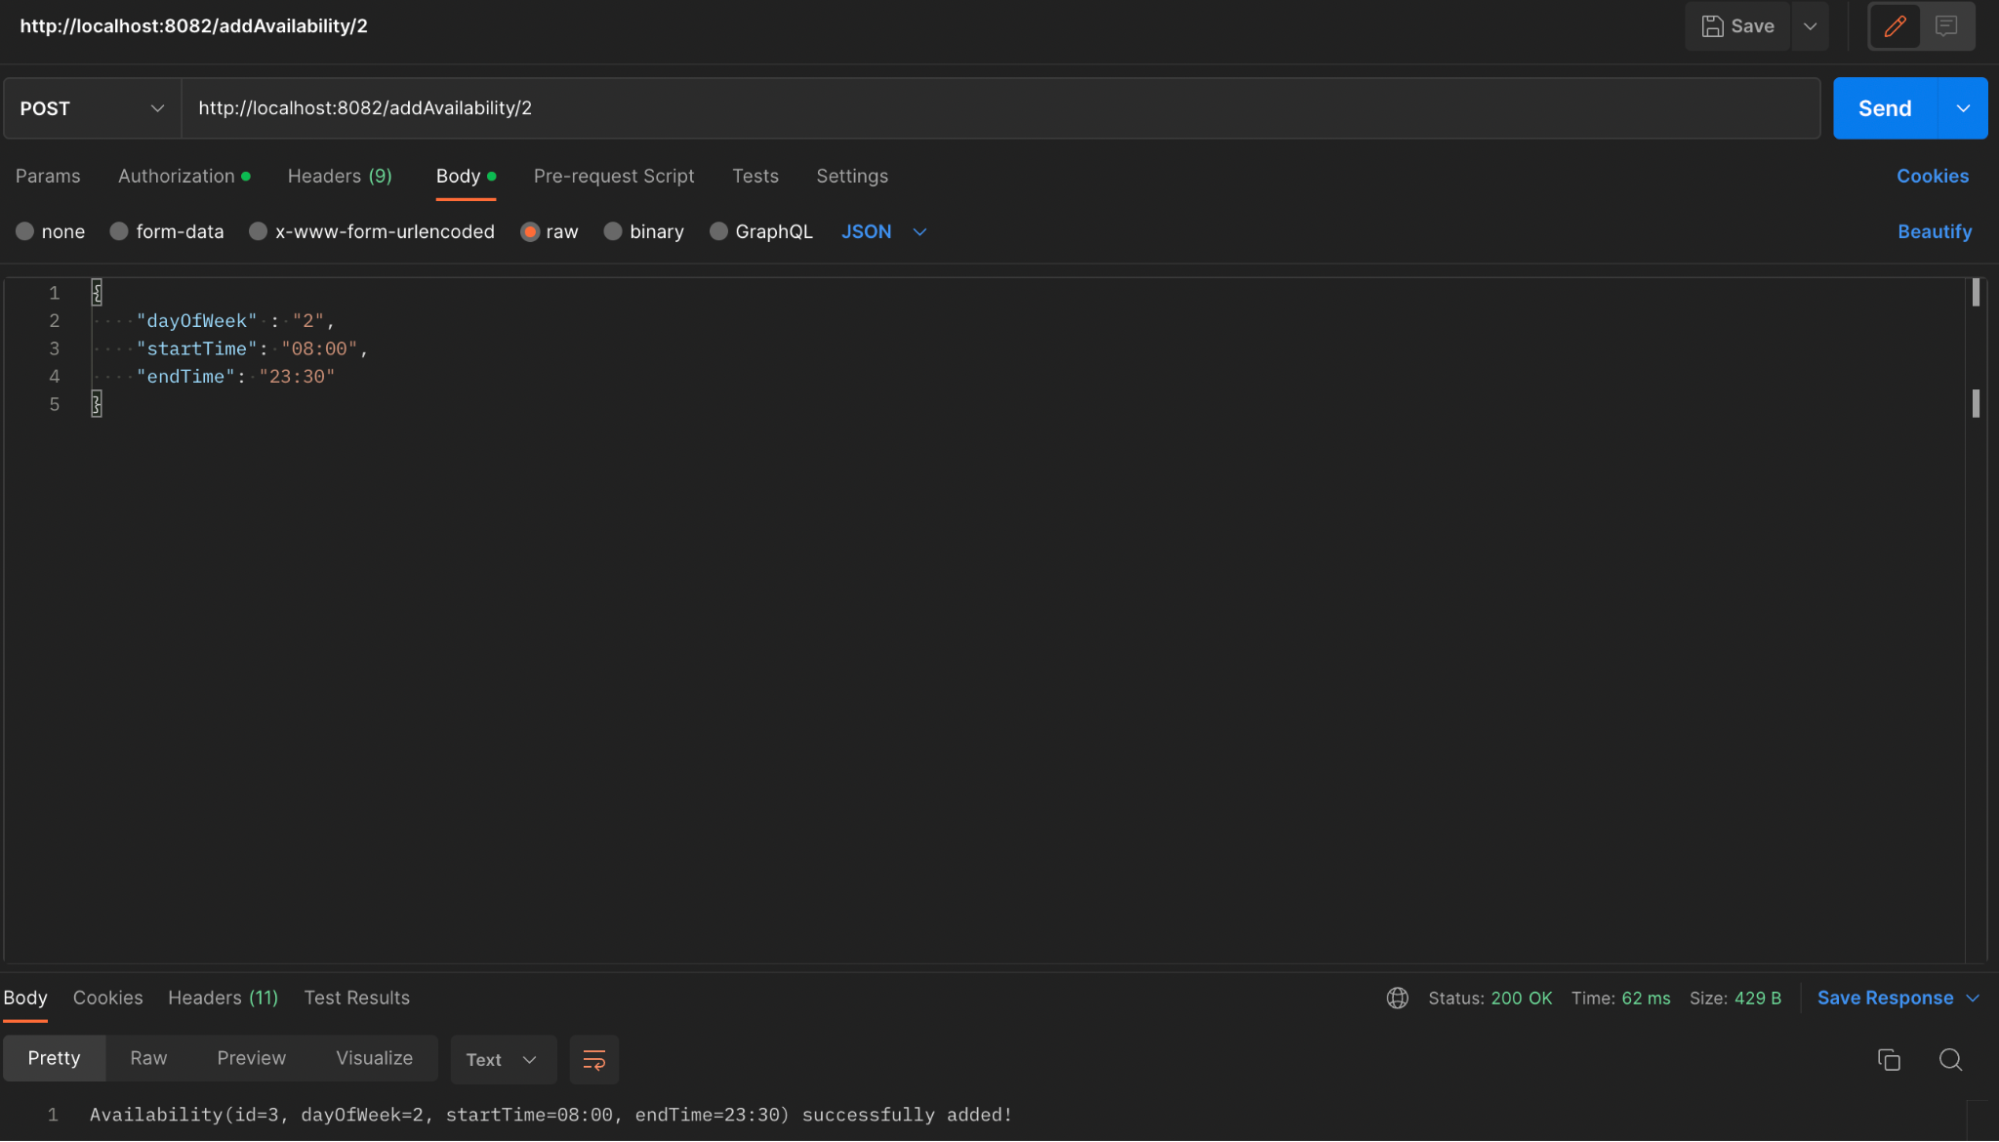 http://localhost:8082/addAvailability/2
Save
POST
http://localhost:8082/addAvailability/2
Send
Params Authorization Headers (9) Body Pre-request Script Tests Settings Cookies
none form-data x-www-form-urlencoded raw binary GraphQL JSON Beautify
1 {
2 "dayOfWeek" : "2",
3 "startTime": "08:00",
4 "endTime": "23:30"
5 }
Body Cookies Headers (11) Test Results Status: 200 OK Time: 62 ms Size: 429 B Save Response
Pretty Raw Preview Visualize Text
1 Availability(id=3, dayOfWeek=2, startTime=08:00, endTime=23:30) successfully added!